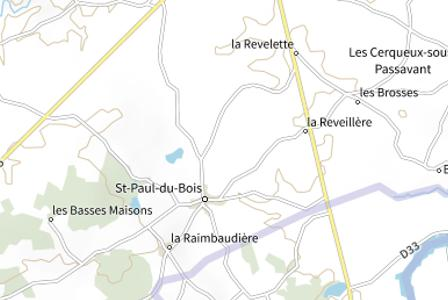 la Revelette
Les Cerqueux-sous-
Passavant
les Brosses
la Reveillère
St-Paul-du-Bois
les Basses Maisons
la Raimbaudière
D33